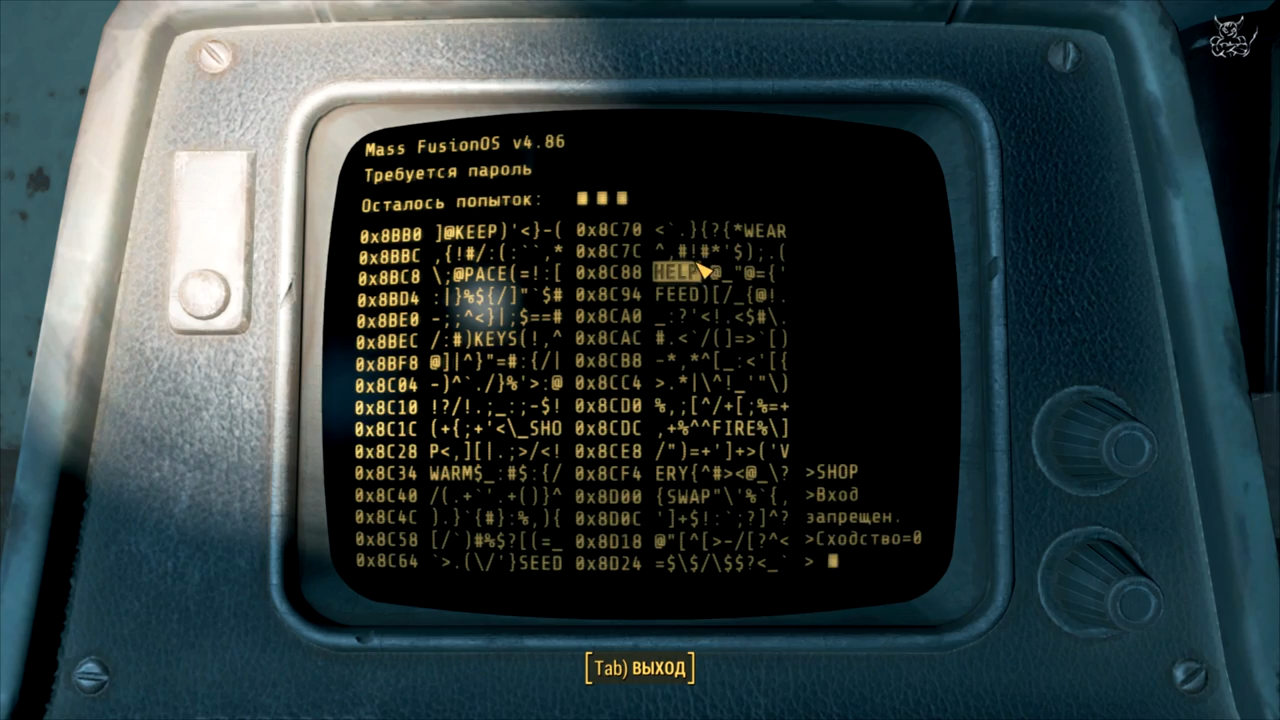 Mass FusionOS v4.86
Требуется пароль
Осталось попыток:
0x8BB0 ]@KEEP)'<}-( 0x8C70 <`.}{?{*WEAR
0x8BBC ,{!#/:(:``,* 0x8C7C ^,#!#*'$);.(
0x8BC8 \;@PACE(=!:[ 0x8C88 HELP @_"@={'
0x8BD4 :|}%${/]"`$# 0x8C94 FEED)[/_{@!.
0x8BE0 -;;^<}|;$==# 0x8CA0 _:?'<!.<$#\.
0x8BEC /:#)KEYS(!,^ 0x8CAC #.<`/(]=>`[)
0x8BF8 @]|^}"=#:{/| 0x8CB8 -*,*^[_:<'[{
0x8C04 -)^`./}%'>:@ 0x8CC4 >.*|\^!_'"\)
0x8C10 !?/!.;_:;-$! 0x8CD0 %,;[^/+[;%=+
0x8C1C (+{;+'<\_SHO 0x8CDC ,+%^^FIRE%\]
0x8C28 P<,][|.;>/<! 0x8CE8 /")=+']+>('V
0x8C34 WARM$_:#$:{/ 0x8CF4 ERY{^#><@_\? >SHOP
0x8C40 /(.+`'.+()}^ 0x8D00 {SWAP"\'%`{, >Вход
0x8C4C ).}`{#}:%,){ 0x8D0C ']+$!:`;?]^? запрещен.
0x8C58 [/`)#%$?[(=_ 0x8D18 @"[^[>-/[?^< >Сходство=0
0x8C64 `>.(\/'}SEED 0x8D24 =$\$/\$$?<_` >
[Tab) ВЫХОД]